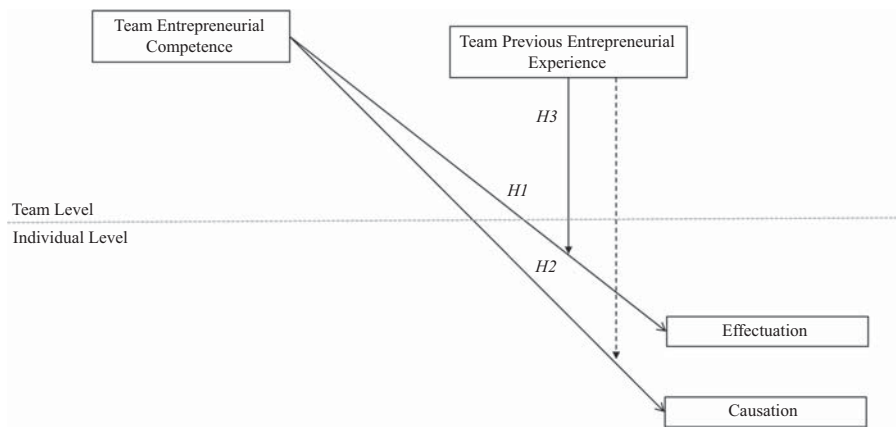 Team Entrepreneurial
Competence
Team Previous Entrepreneurial
Experience
H3
H1
Team Level
Individual Level
H2
Effectuation
Causation